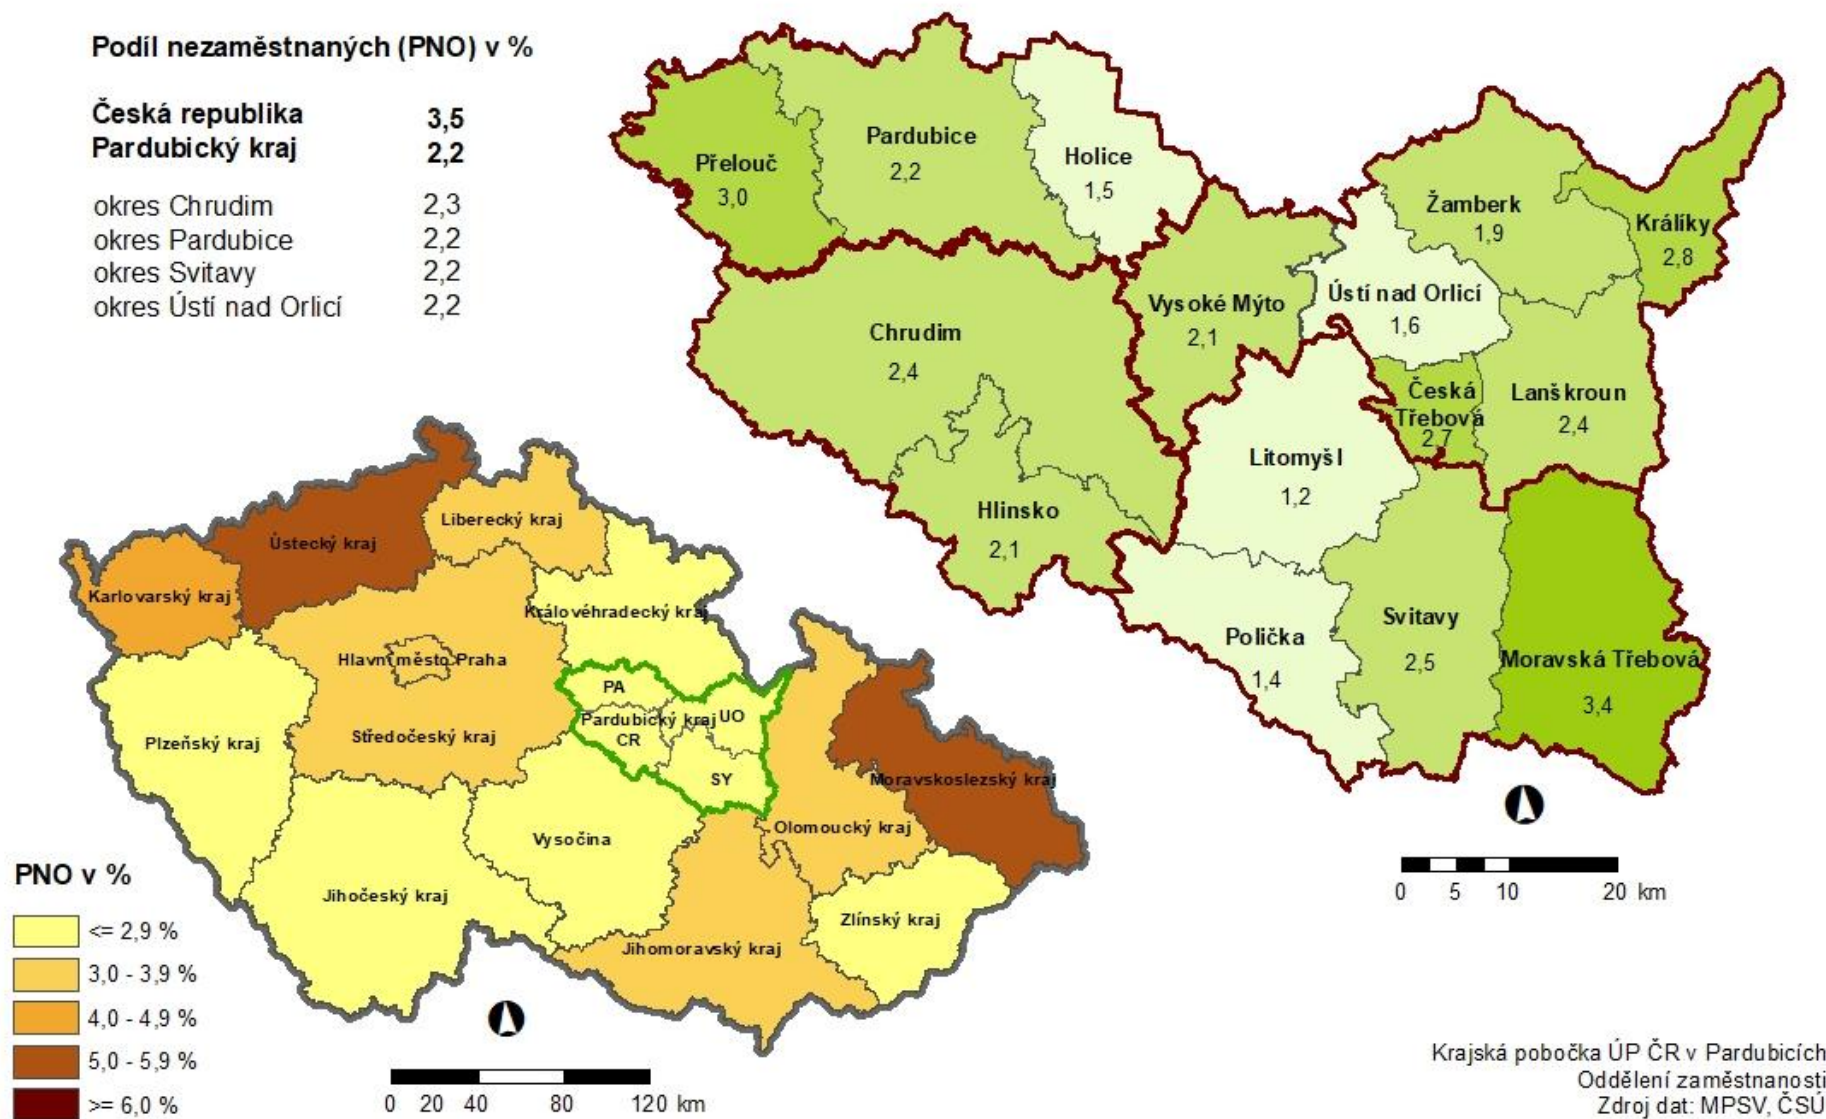 Podíl nezaměstnaných (PNO) v %
Česká republika 3,5
Pardubický kraj 2,2
okres Chrudim 2,3
okres Pardubice 2,2
okres Svitavy 2,2
okres Ústí nad Orlicí 2,2
Přelouč
3,0
Pardubice
2,2
Holice
1,5
Žamberk
1,9
Králíky
2,8
Vysoké Mýto
2,1
Ústí nad Orlicí
1,6
Chrudim
2,4
Česká
Třebová
2,7
Lanškroun
2,4
Litomyšl
1,2
Hlinsko
2,1
Polička
1,4
Svitavy
2,5
Moravská Třebová
3,4
0 5 10 20 km
Ústecký kraj
Liberecký kraj
Karlovarský kraj
Královéhradecký kraj
Hlavní město Praha
Středočeský kraj
PA
Pardubický kraj
UO
CR
SY
Plzeňský kraj
Moravskoslezský kraj
Olomoucký kraj
Vysočina
Jihočeský kraj
Zlínský kraj
Jihomoravský kraj
PNO v %
<= 2,9 %
3,0 - 3,9 %
4,0 - 4,9 %
5,0 - 5,9 %
>= 6,0 %
0 20 40 80 120 km
Krajská pobočka ÚP ČR v Pardubicích
Oddělení zaměstnanosti
Zdroj dat: MPSV, ČSÚ